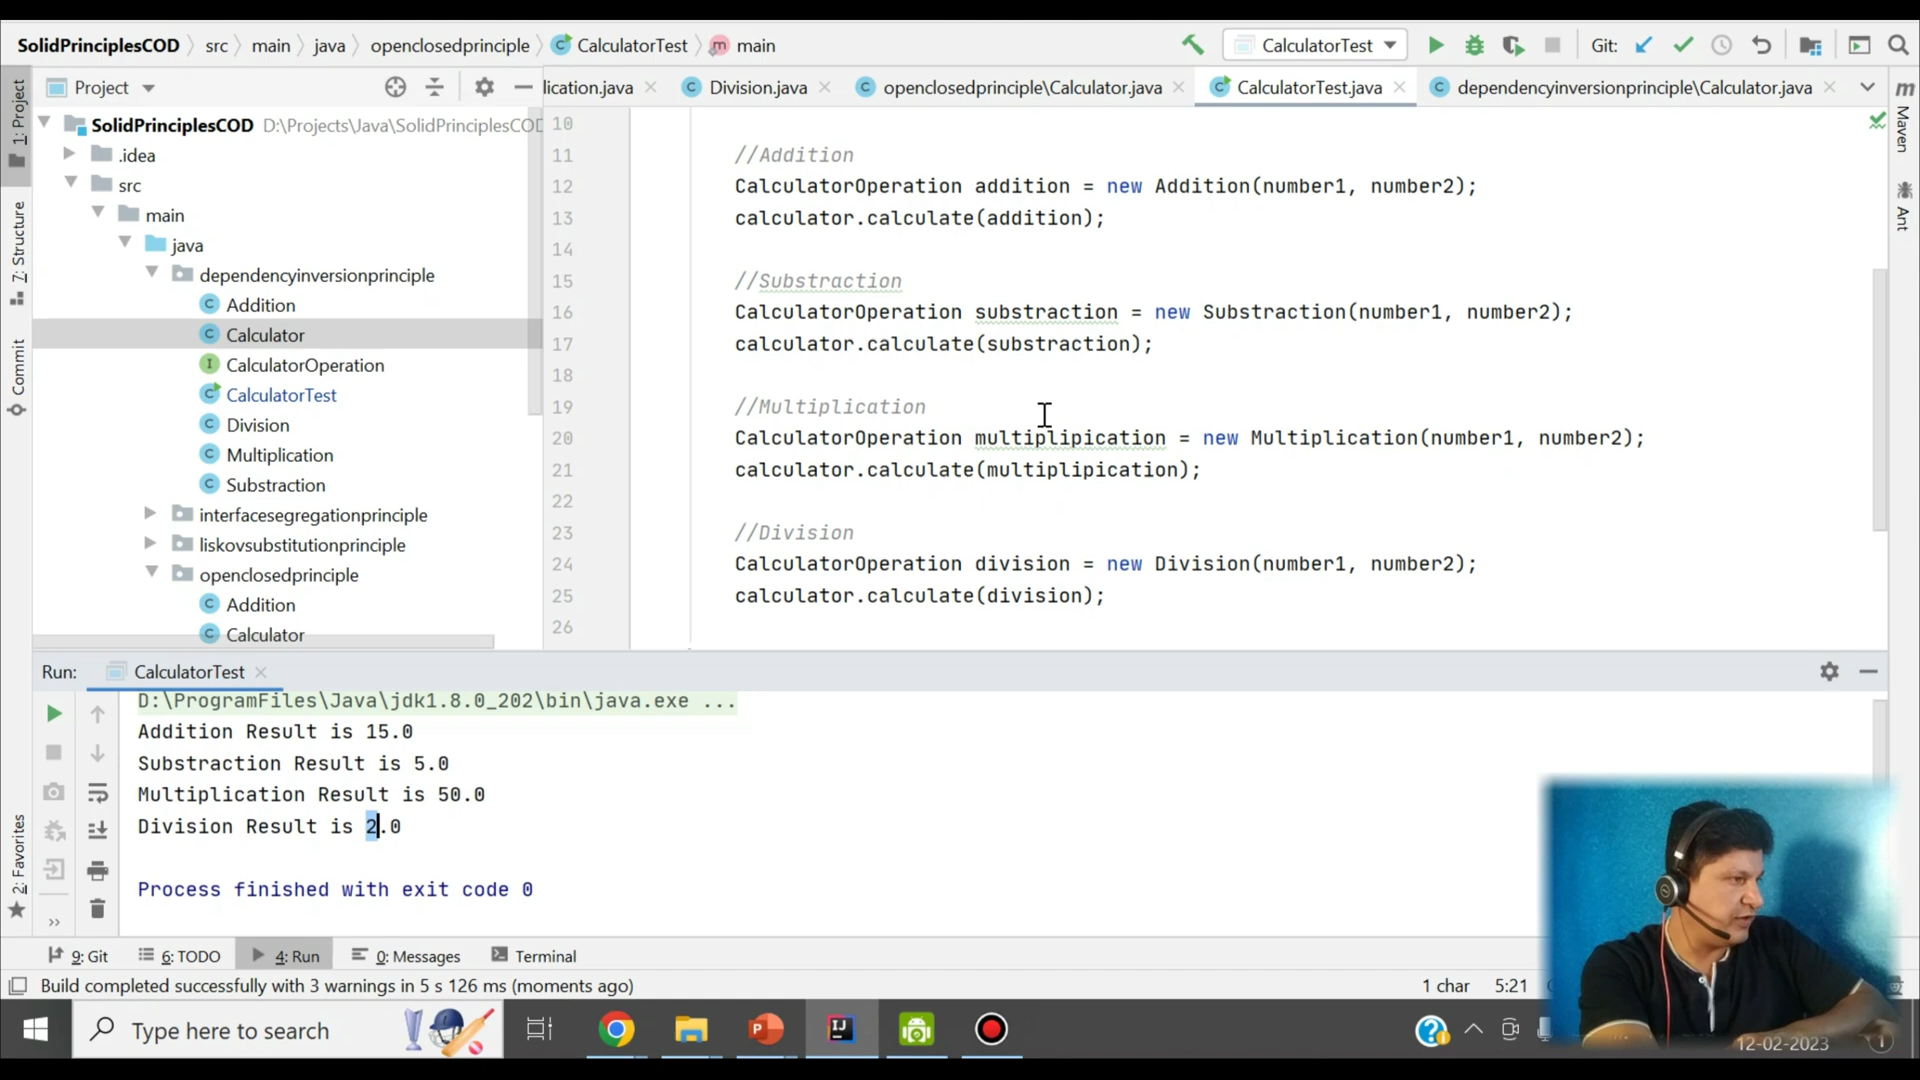 SolidPrinciplesCOD src main java openclosedprinciple CalculatorTest main
CalculatorTest
Git:
1: Project
Project
lication.java
Division.java
openclosedprinciple\Calculator.java
CalculatorTest.java
dependencyinversionprinciple\Calculator.java
Maven
Ant
7: Structure
Commit
2: Favorites
SolidPrinciplesCOD D:\Projects\Java\SolidPrinciplesCOD
.idea
src
main
java
dependencyinversionprinciple
Addition
Calculator
CalculatorOperation
CalculatorTest
Division
Multiplication
Substraction
interfacesegregationprinciple
liskovsubstitutionprinciple
openclosedprinciple
Addition
Calculator
10
11 //Addition
12 CalculatorOperation addition = new Addition(number1, number2);
13 calculator.calculate(addition);
14
15 //Substraction
16 CalculatorOperation substraction = new Substraction(number1, number2);
17 calculator.calculate(substraction);
18
19 //Multiplication
20 CalculatorOperation multiplipication = new Multiplication(number1, number2);
21 calculator.calculate(multiplipication);
22
23 //Division
24 CalculatorOperation division = new Division(number1, number2);
25 calculator.calculate(division);
26
Run: CalculatorTest
D:\ProgramFiles\Java\jdk1.8.0_202\bin\java.exe ...
Addition Result is 15.0
Substraction Result is 5.0
Multiplication Result is 50.0
Division Result is 2.0
Process finished with exit code 0
9: Git
6: TODO
4: Run
0: Messages
Terminal
Build completed successfully with 3 warnings in 5 s 126 ms (moments ago)
1 char
5:21
Type here to search
12-02-2023